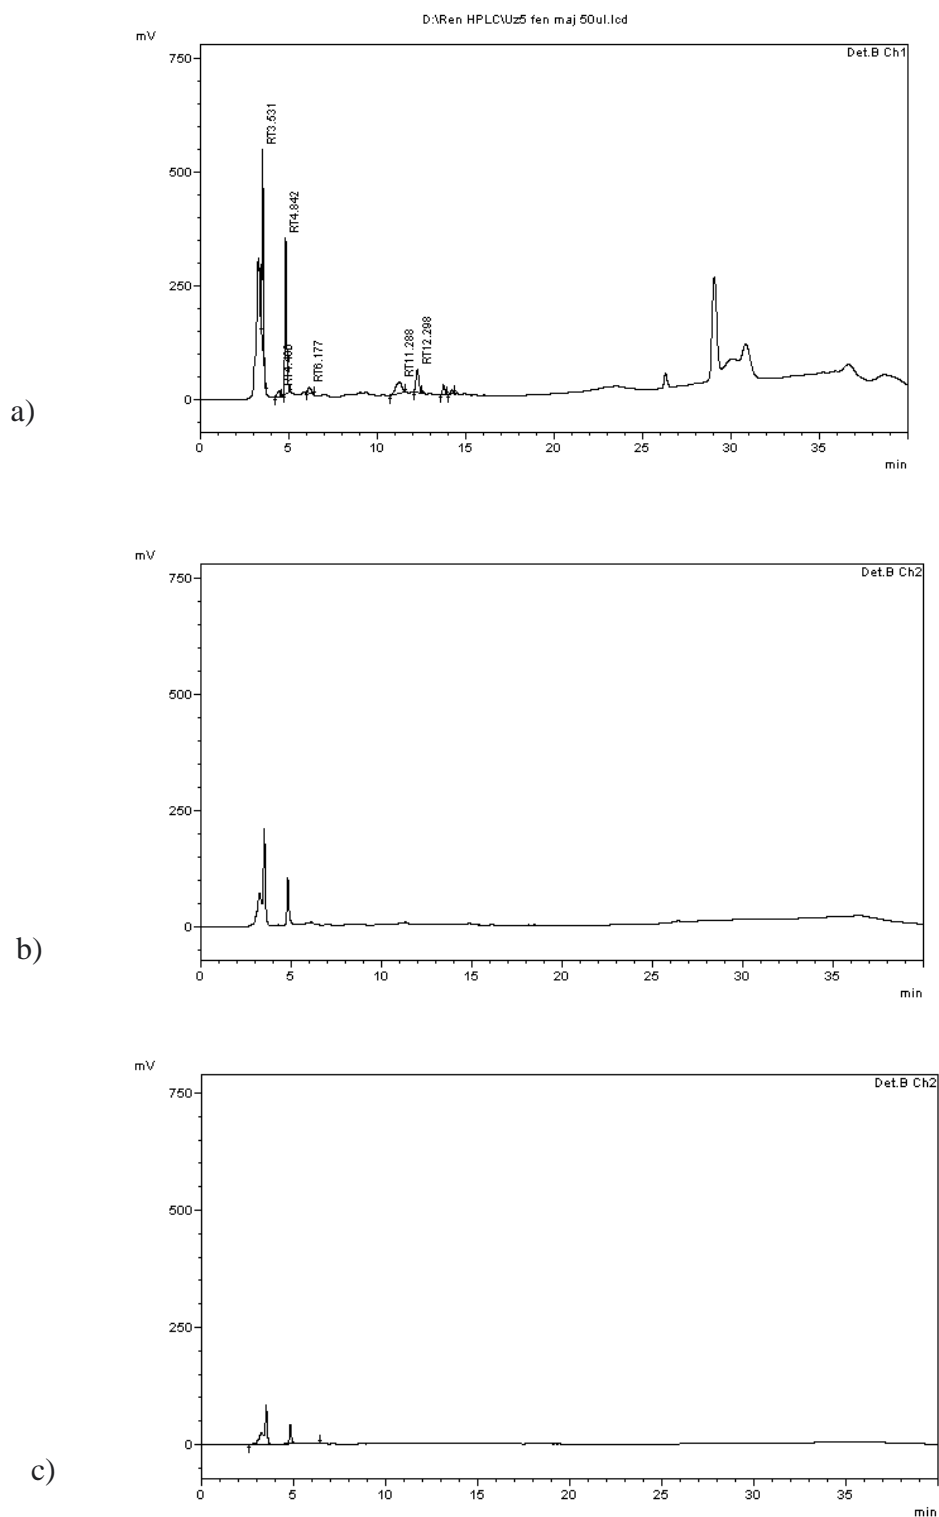 D:\Ren HPLC\Uz5 fen maj 50ul.lcd
mV
Det.B Ch1
750
500
250
0
RT3.531
RT4.400
RT4.842
RT6.177
RT11.288
RT12.298
0 5 10 15 20 25 30 35
min
a)
mV
Det.B Ch2
750
500
250
0
0 5 10 15 20 25 30 35
min
b)
mV
Det.B Ch2
750
500
250
0
0 5 10 15 20 25 30 35
min
c)